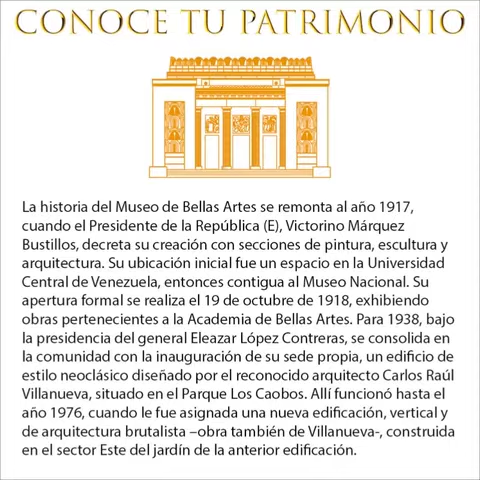 CONOCE TU PATRIMONIO
La historia del Museo de Bellas Artes se remonta al año 1917,
cuando el Presidente de la República (E), Victorino Márquez
Bustillos, decreta su creación con secciones de pintura, escultura y
arquitectura. Su ubicación inicial fue un espacio en la Universidad
Central de Venezuela, entonces contigua al Museo Nacional. Su
apertura formal se realiza el 19 de octubre de 1918, exhibiendo
obras pertenecientes a la Academia de Bellas Artes. Para 1938, bajo
la presidencia del general Eleazar López Contreras, se consolida en
la comunidad con la inauguración de su sede propia, un edificio de
estilo neoclásico diseñado por el reconocido arquitecto Carlos Raúl
Villanueva, situado en el Parque Los Caobos. Allí funcionó hasta el
año 1976, cuando le fue asignada una nueva edificación, vertical y
de arquitectura brutalista –obra también de Villanueva-, construida
en el sector Este del jardín de la anterior edificación.